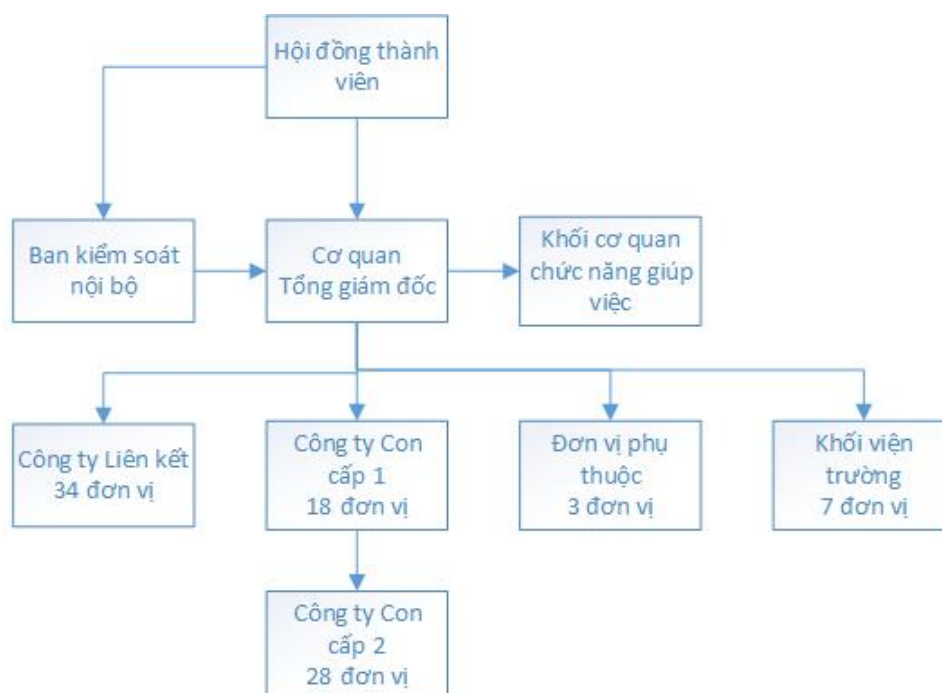 Hội đồng thành
viên
Ban kiểm soát
nội bộ
Cơ quan
Tổng giám đốc
Khối cơ quan
chức năng giúp
việc
Công ty Liên kết
34 đơn vị
Công ty Con
cấp 1
18 đơn vị
Đơn vị phụ
thuộc
3 đơn vị
Khối viện
trường
7 đơn vị
Công ty Con
cấp 2
28 đơn vị